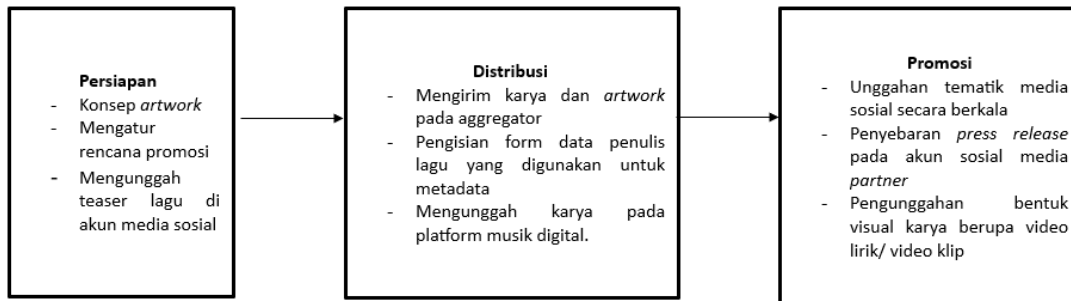 Persiapan
- Konsep artwork
- Mengatur
rencana promosi
- Mengunggah
teaser lagu di
akun media sosial
Distribusi
- Mengirim karya dan artwork
pada aggregator
- Pengisian form data penulis
lagu yang digunakan untuk
metadata
- Mengunggah karya pada
platform musik digital.
Promosi
- Unggahan tematik media
sosial secara berkala
- Penyebaran press release
pada akun sosial media
partner
- Pengunggahan bentuk
visual karya berupa video
lirik/ video klip